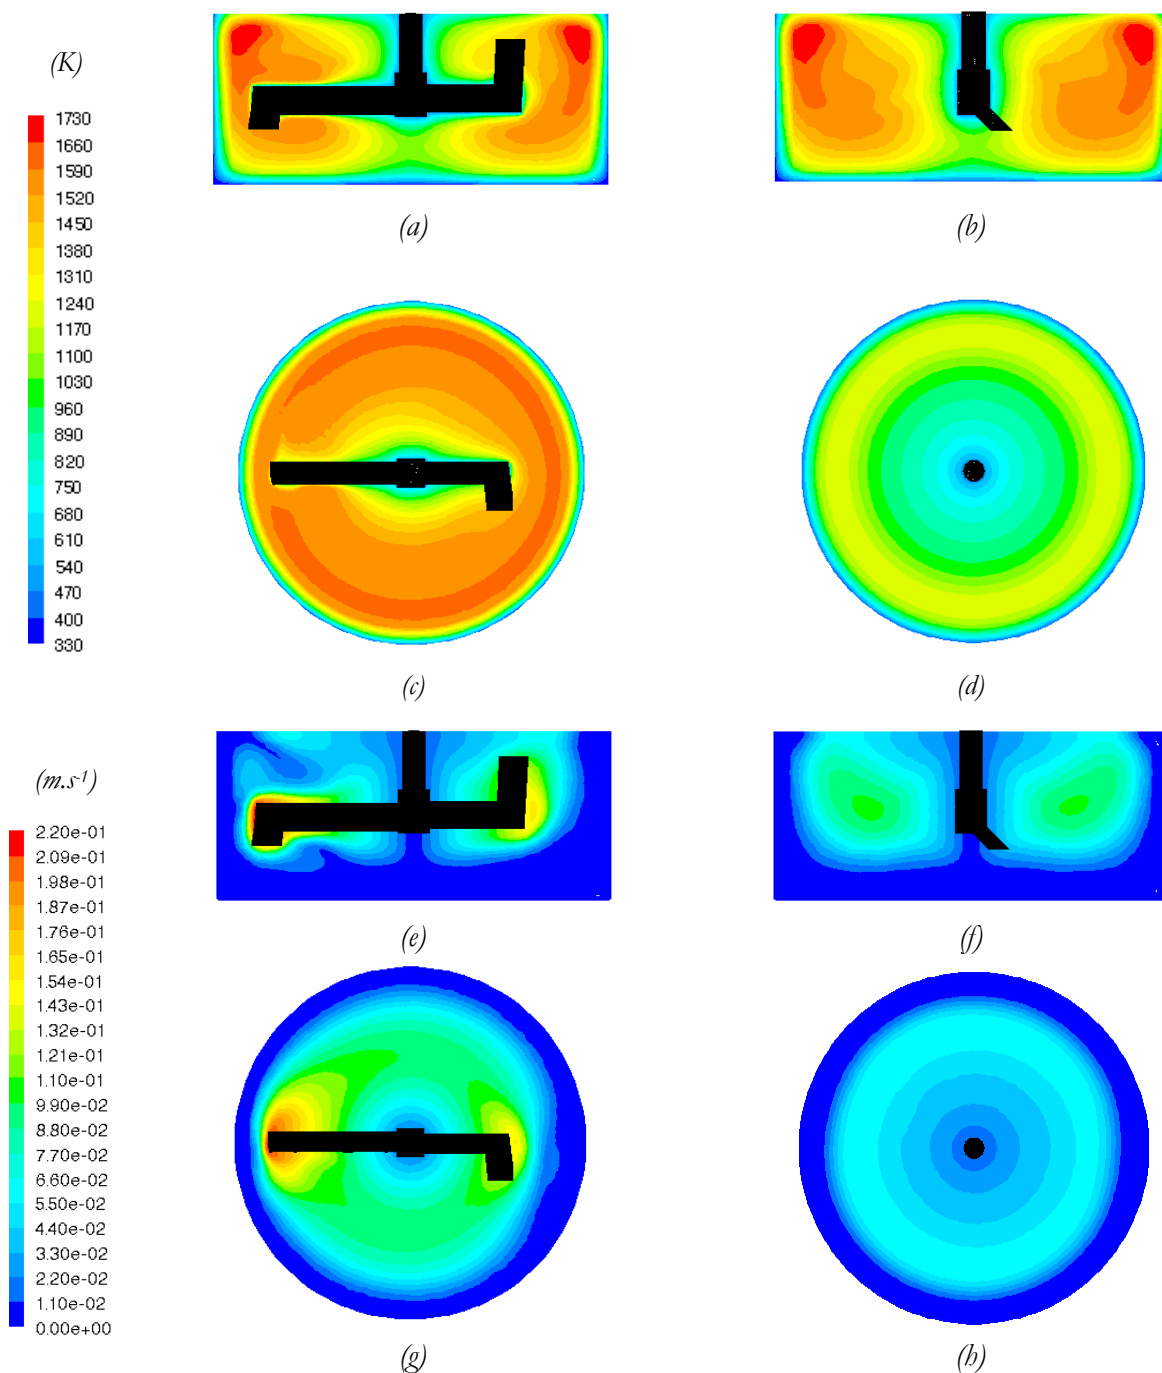 (K)
1730
1660
1590
1520
1450
1380
1310
1240
1170
1100
1030
960
890
820
750
680
610
540
470
400
330
(a)
(b)
(c)
(d)
(m.s-1)
2.20e-01
2.09e-01
1.98e-01
1.87e-01
1.76e-01
1.65e-01
1.54e-01
1.43e-01
1.32e-01
1.21e-01
1.10e-01
9.90e-02
8.80e-02
7.70e-02
6.60e-02
5.50e-02
4.40e-02
3.30e-02
2.20e-02
1.10e-02
0.00e+00
(e)
(f)
(g)
(h)